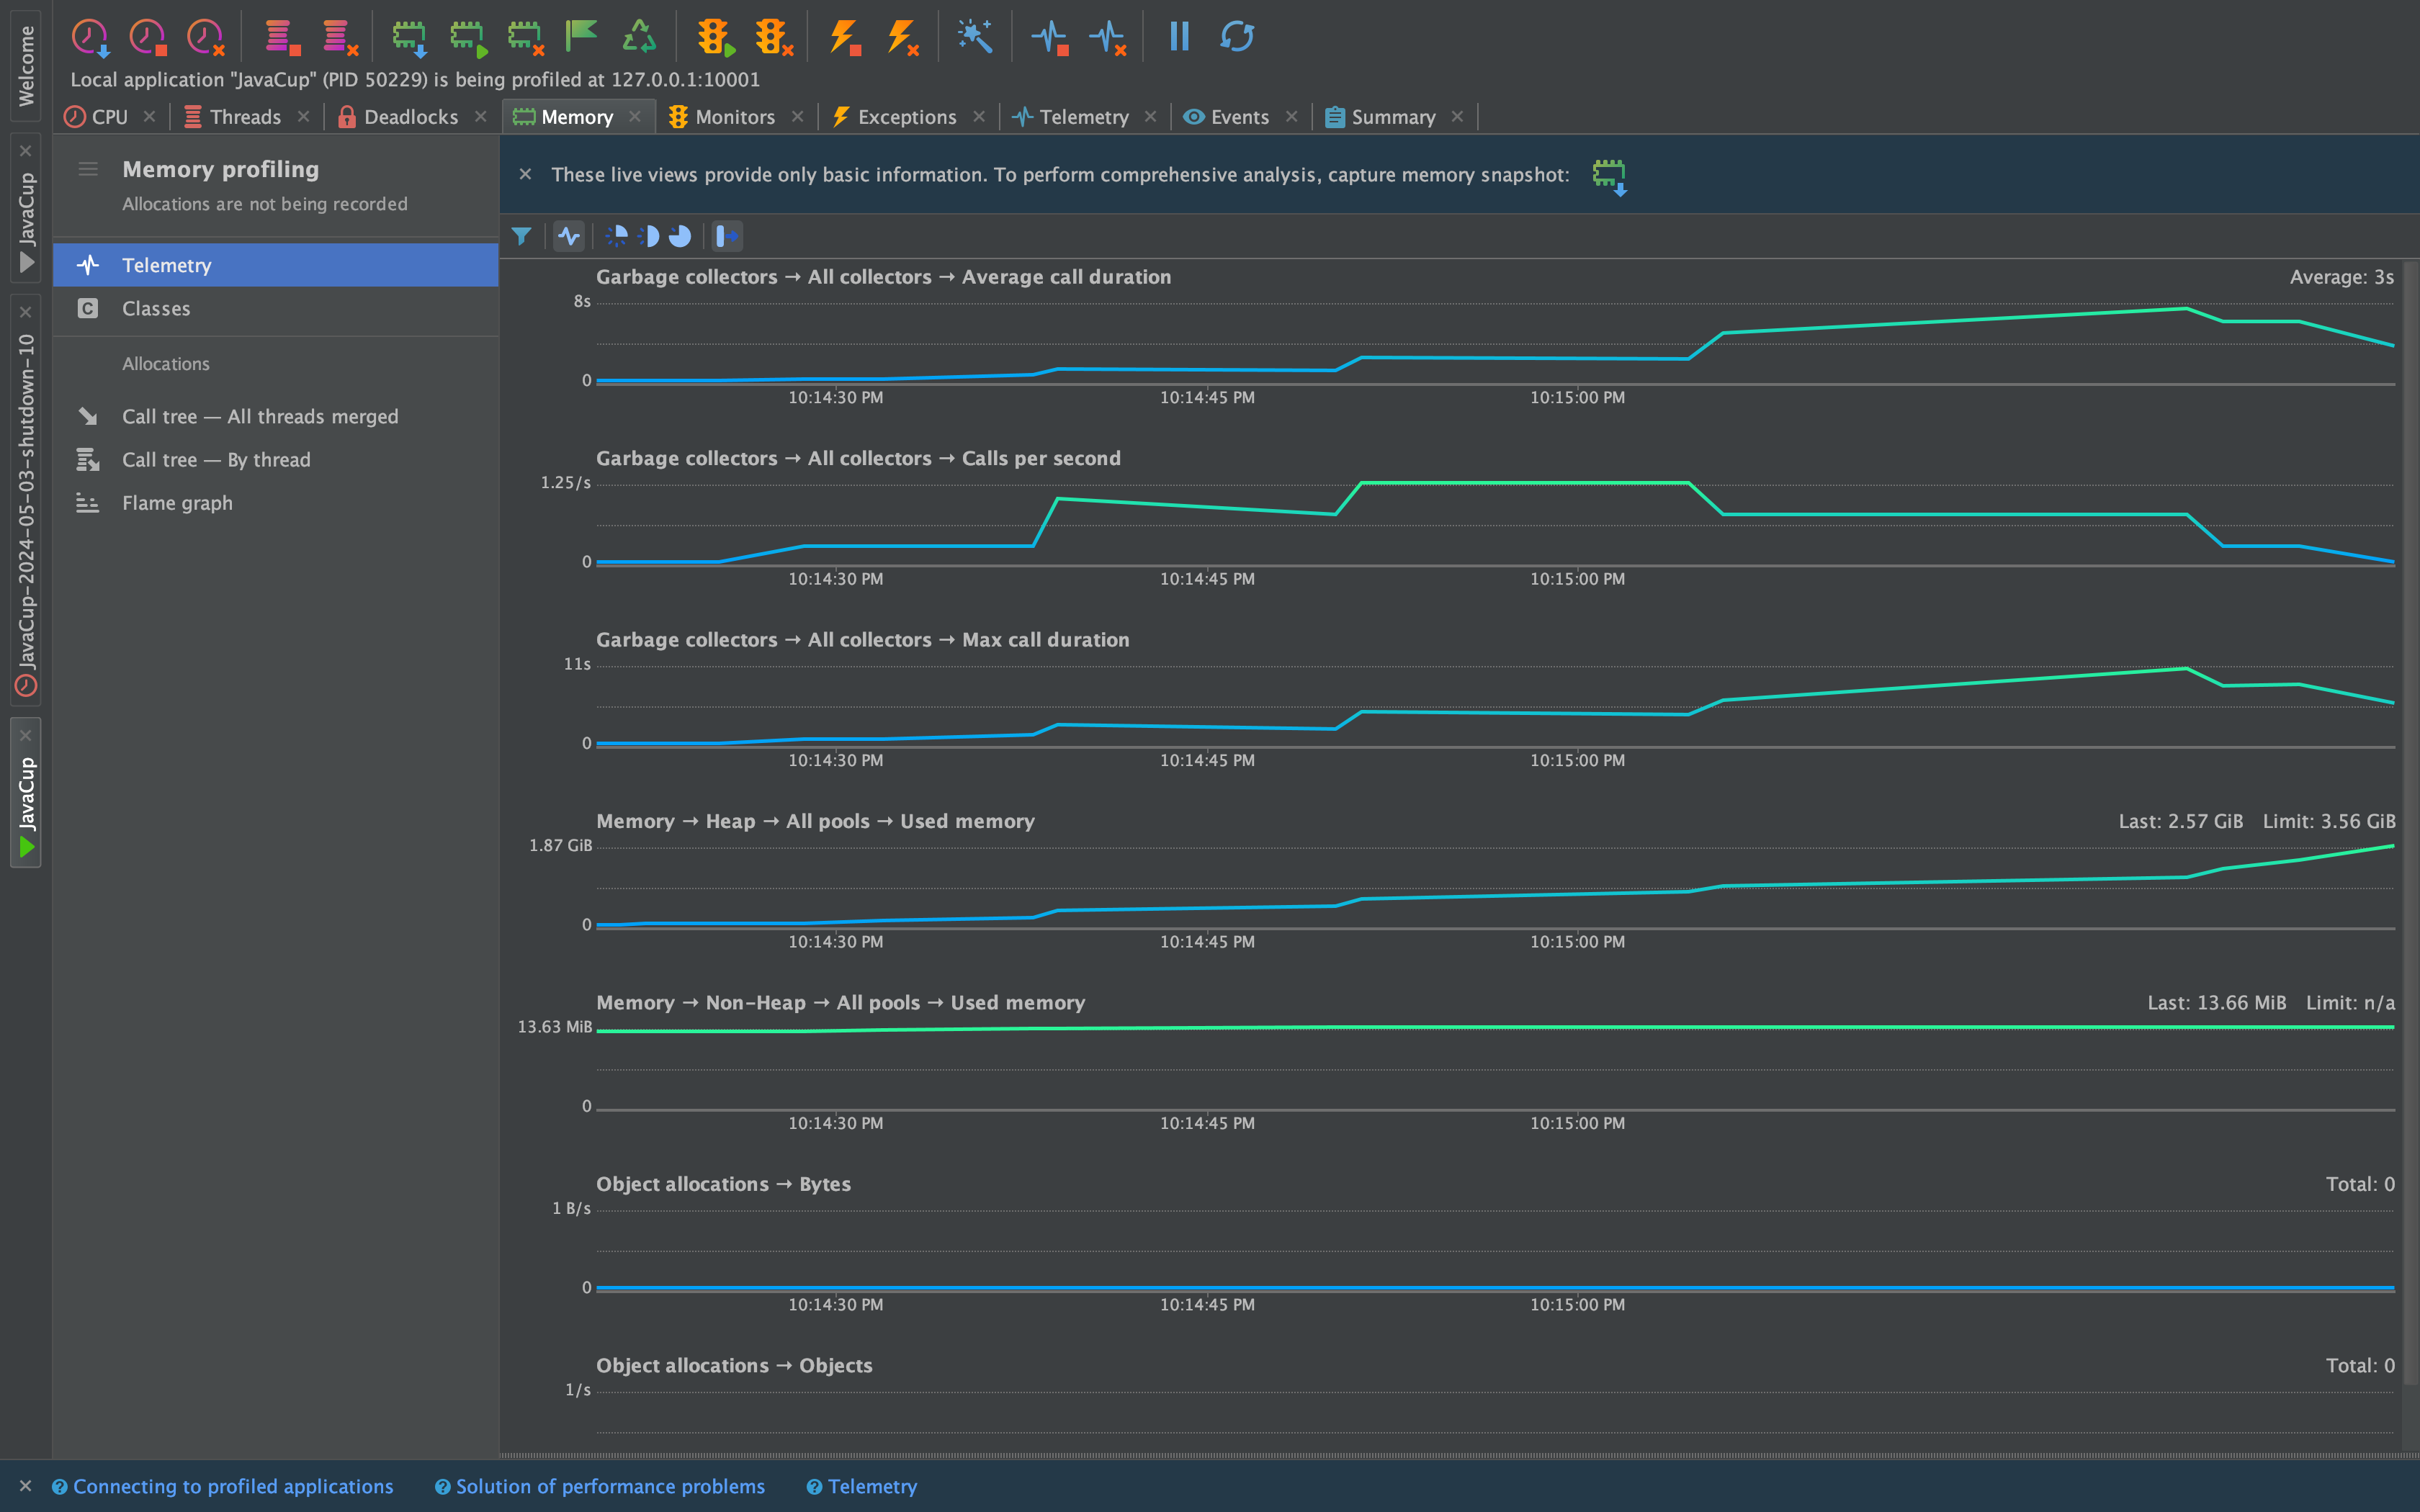 Welcome
JavaCup
JavaCup-2024-05-03-shutdown-10
JavaCup
Local application "JavaCup" (PID 50229) is being profiled at 127.0.0.1:10001
CPU Threads Deadlocks Memory Monitors Exceptions Telemetry Events Summary
Memory profiling
Allocations are not being recorded
Telemetry
Classes
Allocations
Call tree — All threads merged
Call tree — By thread
Flame graph
These live views provide only basic information. To perform comprehensive analysis, capture memory snapshot:
Garbage collectors → All collectors → Average call duration Average: 3s
8s
0
10:14:30 PM 10:14:45 PM 10:15:00 PM
Garbage collectors → All collectors → Calls per second
1.25/s
0
10:14:30 PM 10:14:45 PM 10:15:00 PM
Garbage collectors → All collectors → Max call duration
11s
0
10:14:30 PM 10:14:45 PM 10:15:00 PM
Memory → Heap → All pools → Used memory Last: 2.57 GiB Limit: 3.56 GiB
1.87 GiB
0
10:14:30 PM 10:14:45 PM 10:15:00 PM
Memory → Non-Heap → All pools → Used memory Last: 13.66 MiB Limit: n/a
13.63 MiB
0
10:14:30 PM 10:14:45 PM 10:15:00 PM
Object allocations → Bytes Total: 0
1 B/s
0
10:14:30 PM 10:14:45 PM 10:15:00 PM
Object allocations → Objects Total: 0
1/s
Connecting to profiled applications Solution of performance problems Telemetry